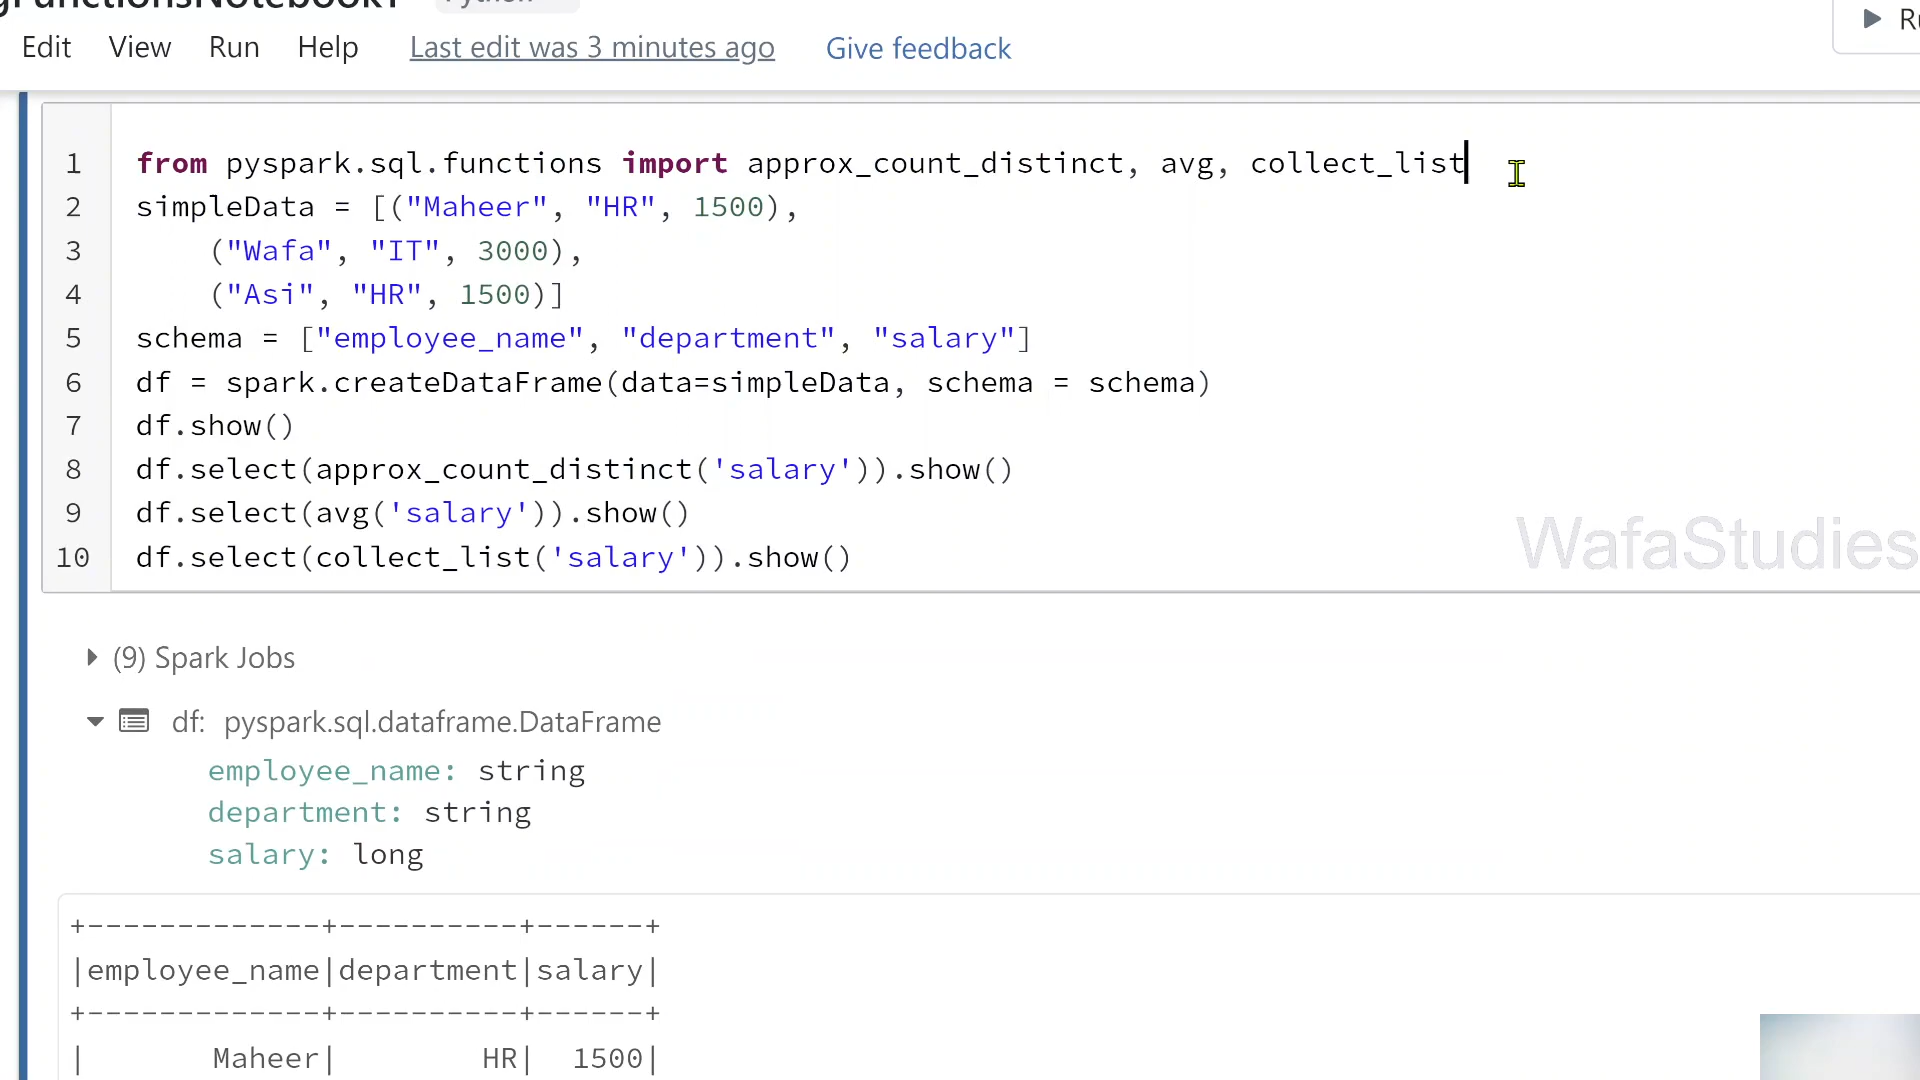 Edit View Run Help Last edit was 3 minutes ago Give feedback
1 from pyspark.sql.functions import approx_count_distinct, avg, collect_list
2 simpleData = [("Maheer", "HR", 1500),
3 ("Wafa", "IT", 3000),
4 ("Asi", "HR", 1500)]
5 schema = ["employee_name", "department", "salary"]
6 df = spark.createDataFrame(data=simpleData, schema = schema)
7 df.show()
8 df.select(approx_count_distinct('salary')).show()
9 df.select(avg('salary')).show()
10 df.select(collect_list('salary')).show()
WafaStudies
(9) Spark Jobs
df: pyspark.sql.dataframe.DataFrame
employee_name: string
department: string
salary: long
+-------------+----------+------+
|employee_name|department|salary|
+-------------+----------+------+
|       Maheer|        HR|  1500|